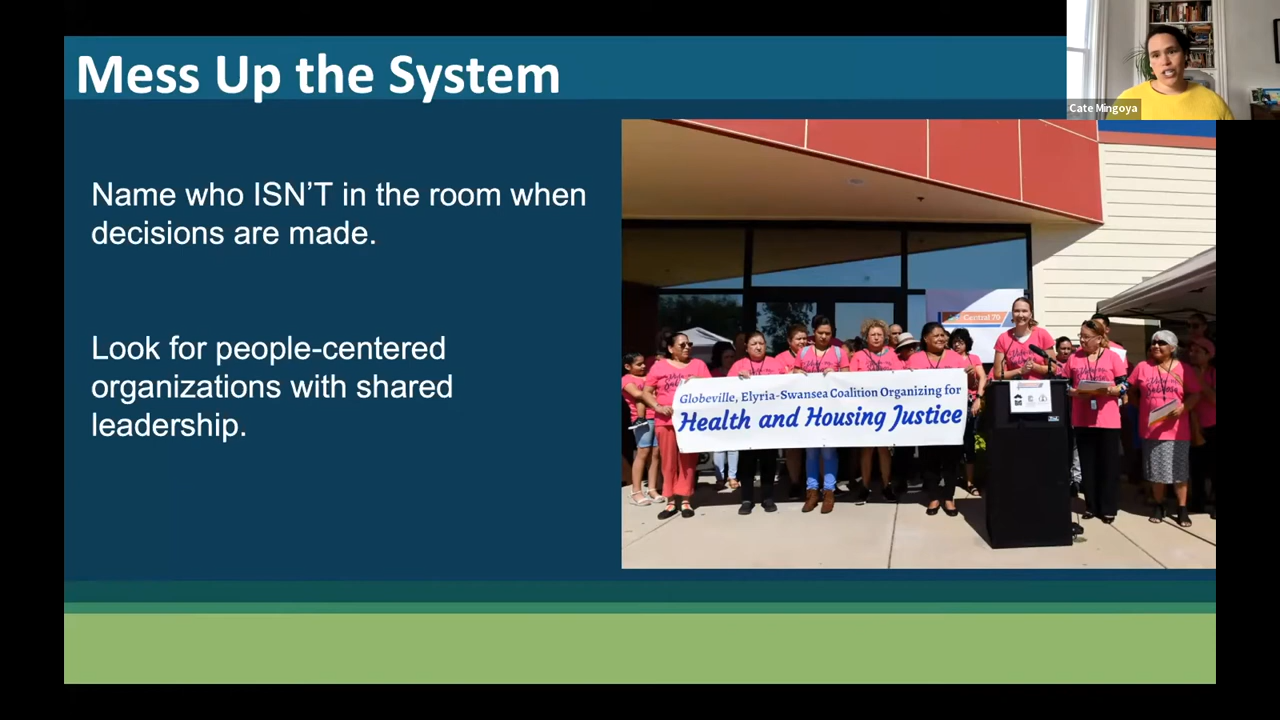 Mess Up the System
Cate Mingoya
Name who ISN'T in the room when
decisions are made.
Look for people-centered
organizations with shared
leadership.
Central 70
Globeville, Elyria-Swansea Coalition Organizing for
Health and Housing Justice